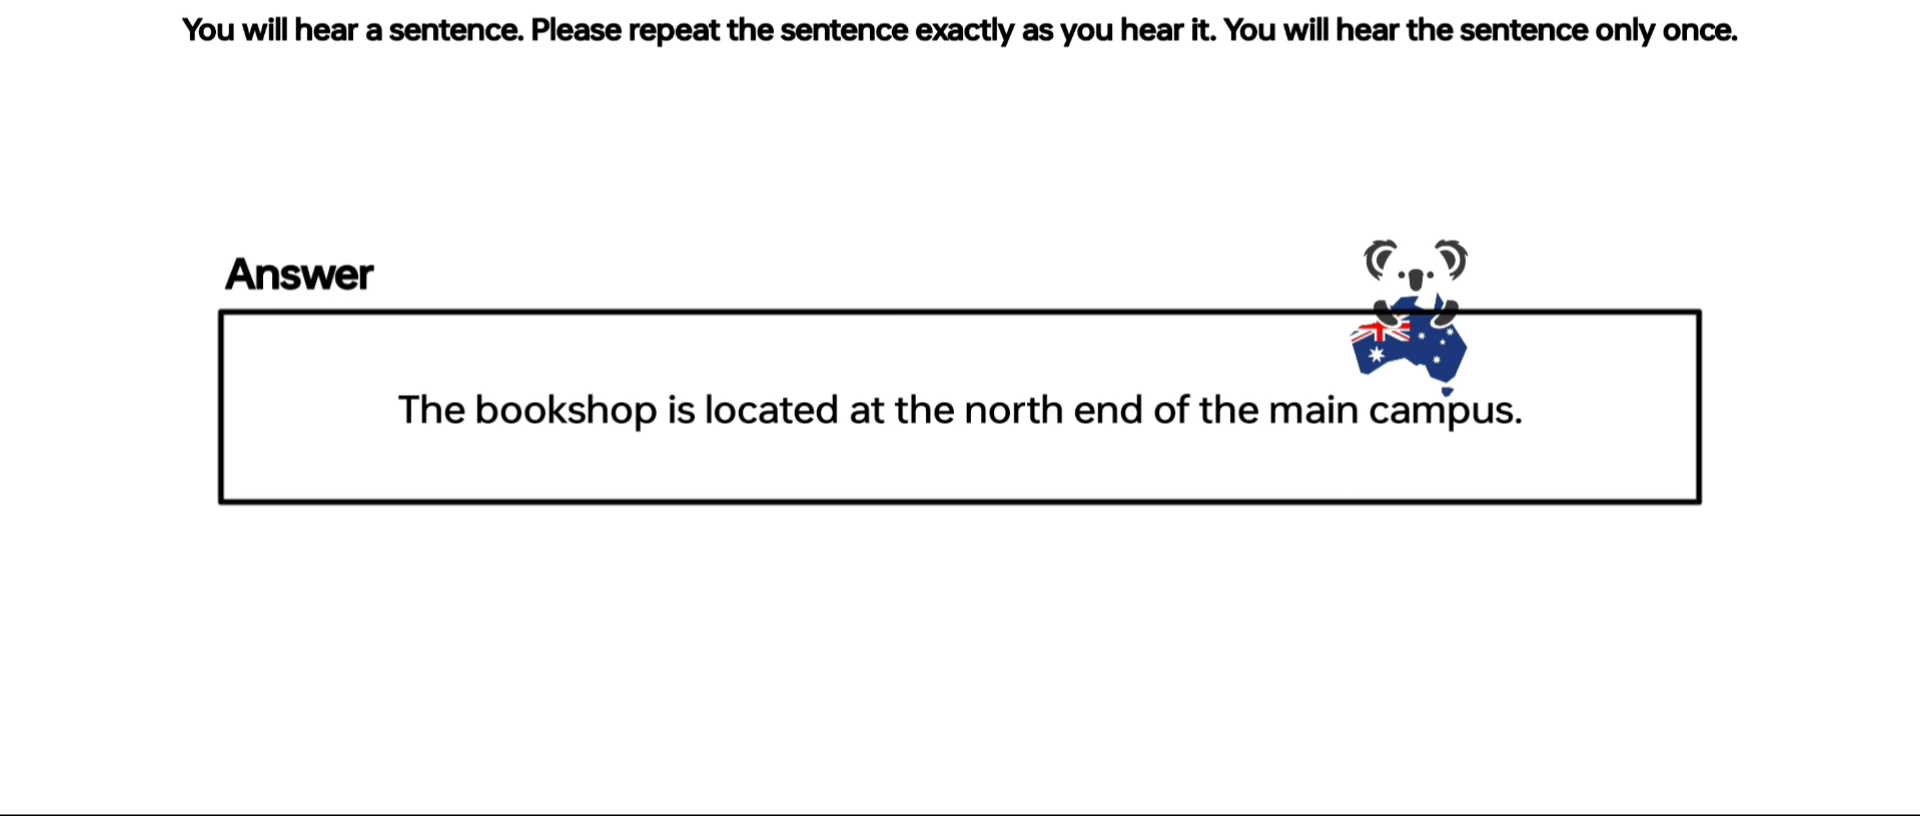 You will hear a sentence. Please repeat the sentence exactly as you hear it. You will hear the sentence only once.
Answer
The bookshop is located at the north end of the main campus.